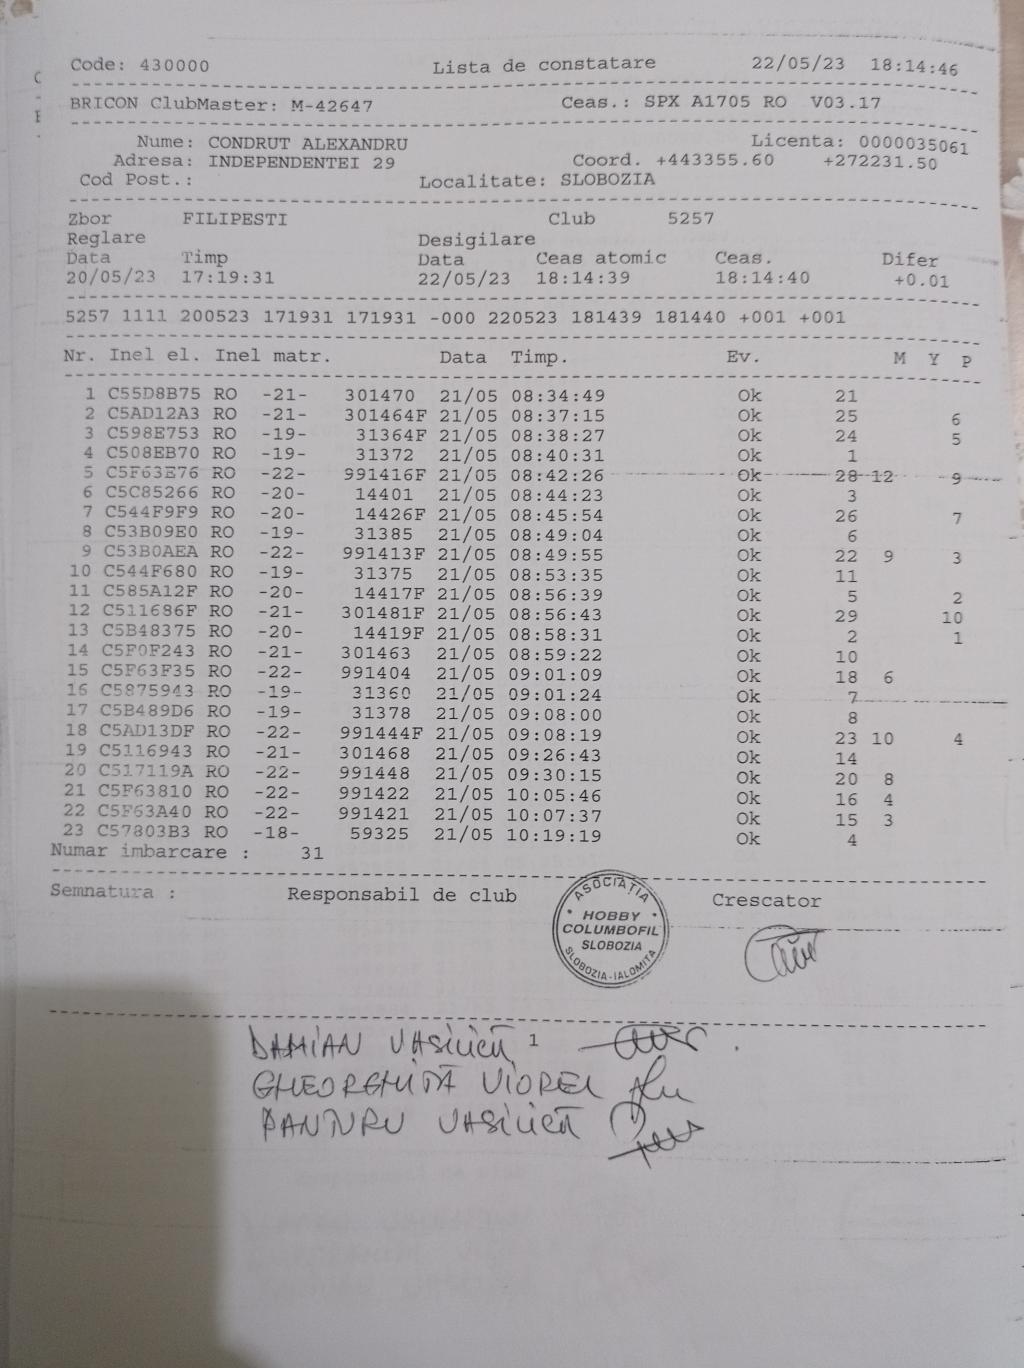 Code: 430000 Lista de constatare 22/05/23 18:14:46
BRICON ClubMaster: M-42647 Ceas.: SPX A1705 RO V03.17
Nume: CONDRUT ALEXANDRU Licenta: 0000035061
Adresa: INDEPENDENTEI 29 Coord. +443355.60 +272231.50
Cod Post.: Localitate: SLOBOZIA
Zbor FILIPESTI Club 5257
Reglare Desigilare
Data Timp Data Ceas atomic Ceas. Difer
20/05/23 17:19:31 22/05/23 18:14:39 18:14:40 +0.01
5257 1111 200523 171931 171931 -000 220523 181439 181440 +001 +001
Nr. Inel el. Inel matr. Data Timp. Ev. M Y P
1 C55D8B75 RO -21- 301470 21/05 08:34:49 Ok 21
2 C5AD12A3 RO -21- 301464F 21/05 08:37:15 Ok 25 6
3 C598E753 RO -19- 31364F 21/05 08:38:27 Ok 24 5
4 C508EB70 RO -19- 31372 21/05 08:40:31 Ok 1
5 C5F63E76 RO -22- 991416F 21/05 08:42:26 Ok 28 12 9
6 C5C85266 RO -20- 14401 21/05 08:44:23 Ok 3
7 C544F9F9 RO -20- 14426F 21/05 08:45:54 Ok 26 7
8 C53B09E0 RO -19- 31385 21/05 08:49:04 Ok 6
9 C53B0AEA RO -22- 991413F 21/05 08:49:55 Ok 22 9 3
10 C544F680 RO -19- 31375 21/05 08:53:35 Ok 11
11 C585A12F RO -20- 14417F 21/05 08:56:39 Ok 5 2
12 C511686F RO -21- 301481F 21/05 08:56:43 Ok 29 10
13 C5B48375 RO -20- 14419F 21/05 08:58:31 Ok 2 1
14 C5F0F243 RO -21- 301463 21/05 08:59:22 Ok 10
15 C5F63F35 RO -22- 991404 21/05 09:01:09 Ok 18 6
16 C5875943 RO -19- 31360 21/05 09:01:24 Ok 7
17 C5B489D6 RO -19- 31378 21/05 09:08:00 Ok 8
18 C5AD13DF RO -22- 991444F 21/05 09:08:19 Ok 23 10 4
19 C5116943 RO -21- 301468 21/05 09:26:43 Ok 14
20 C517119A RO -22- 991448 21/05 09:30:15 Ok 20 8
21 C5F63810 RO -22- 991422 21/05 10:05:46 Ok 16 4
22 C5F63A40 RO -22- 991421 21/05 10:07:37 Ok 15 3
23 C57803B3 RO -18- 59325 21/05 10:19:19 Ok 4
Numar imbarcare : 31
Semnatura : Responsabil de club Crescator
ASOCIAȚIA
HOBBY
COLUMBOFIL
SLOBOZIA
SLOBOZIA-IALOMITA
DAMIAN VASILICĂ 1
GHEORGHIȚĂ VIOREL
PANTURU VASILICĂ